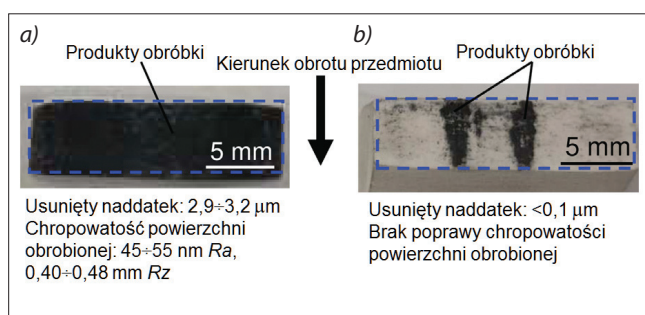 a)
Produkty obróbki
Kierunek obrotu przedmiotu
b)
Produkty obróbki
5 mm
5 mm
Usunięty naddatek: 2,9÷3,2 μm
Chropowatość powierzchni
obrobionej: 45÷55 nm Ra,
0,40÷0,48 mm Rz
Usunięty naddatek: <0,1 μm
Brak poprawy chropowatości
powierzchni obrobionej